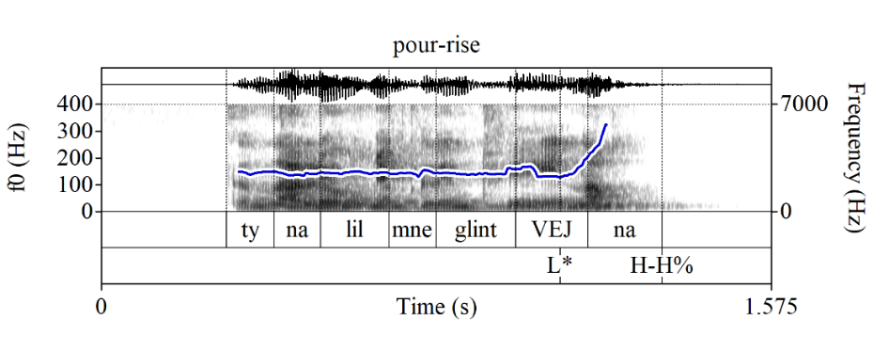 pour-rise
400
300
200
100
0
f0 (Hz)
7000
0
Frequency (Hz)
ty na lil mne glint VEJ na
L* H-H%
0 Time (s) 1.575